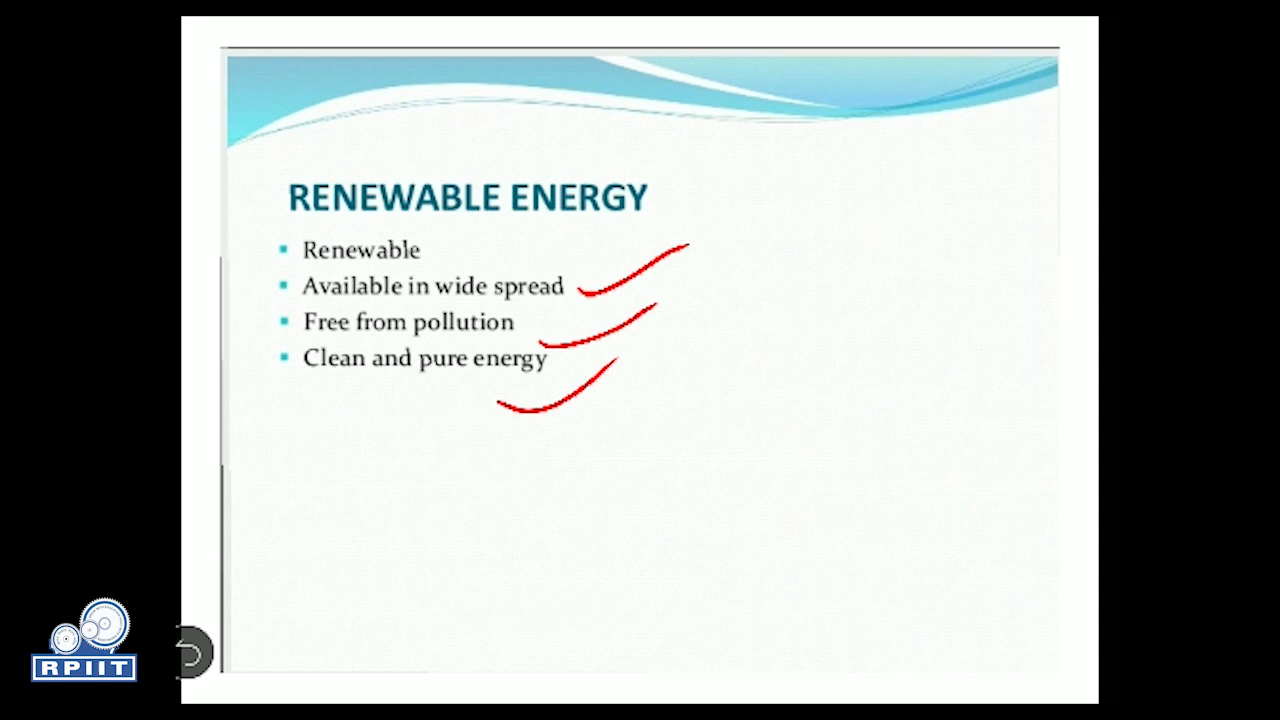 RENEWABLE ENERGY
Renewable
Available in wide spread
Free from pollution
Clean and pure energy
RPIIT